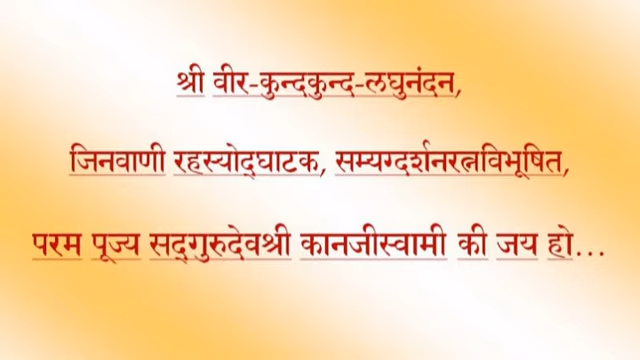 श्री वीर-कुन्दकुन्द-लघुनंदन,
जिनवाणी रहस्योद्घाटक, सम्यग्दर्शनरत्नविभूषित,
परम पूज्य सद्गुरुदेवश्री कानजीस्वामी की जय हो...